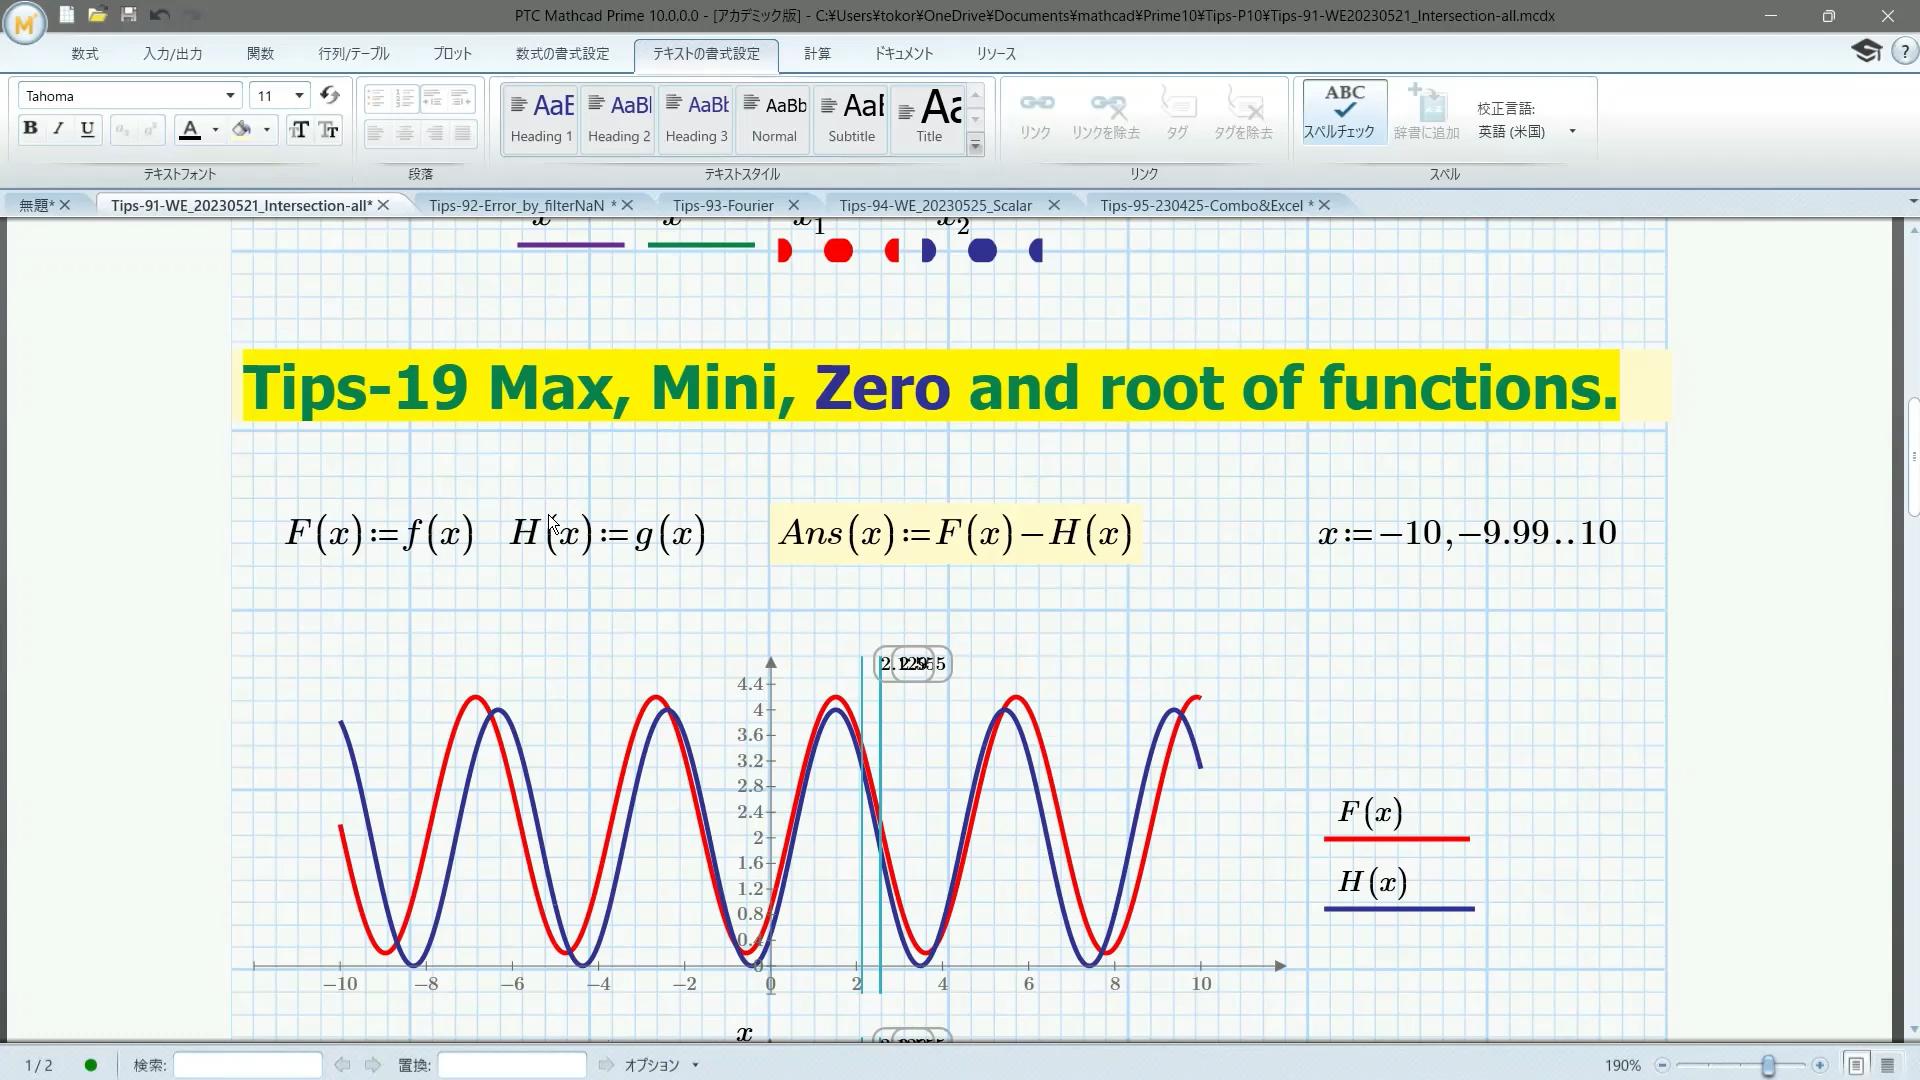 PTC Mathcad Prime 10.0.0.0 - [アカデミック版] - C:¥Users¥tokor¥OneDrive¥Documents¥mathcad¥Prime10¥Tips-P10¥Tips-91-WE20230521_Intersection-all.mcdx
数式 入力/出力 関数 行列/テーブル プロット 数式の書式設定 テキストの書式設定 計算 ドキュメント リソース
Tahoma 11
B I U
AaE AaBl AaBb AaBb AaE Aa
Heading 1 Heading 2 Heading 3 Normal Subtitle Title
リンク リンクを除去 タグ タグを除去
ABC
スペルチェック 辞書に追加
校正言語:
英語 (米国)
テキストフォント 段落 テキストスタイル リンク スペル
無題* Tips-91-WE_20230521_Intersection-all* Tips-92-Error_by_filterNaN * Tips-93-Fourier Tips-94-WE_20230525_Scalar Tips-95-230425-Combo&Excel *
x x x1 x2
Tips-19 Max, Mini, Zero and root of functions.
F(x):=f(x) H(x):=g(x) Ans(x):=F(x)−H(x) x:=−10,−9.99..10
4.4
4
3.6
3.2
2.8
2.4
2
1.6
1.2
0.8
0.4
0
−10 −8 −6 −4 −2 0 2 4 6 8 10
F(x)
H(x)
x
1 / 2 検索: 置換: オプション 190%